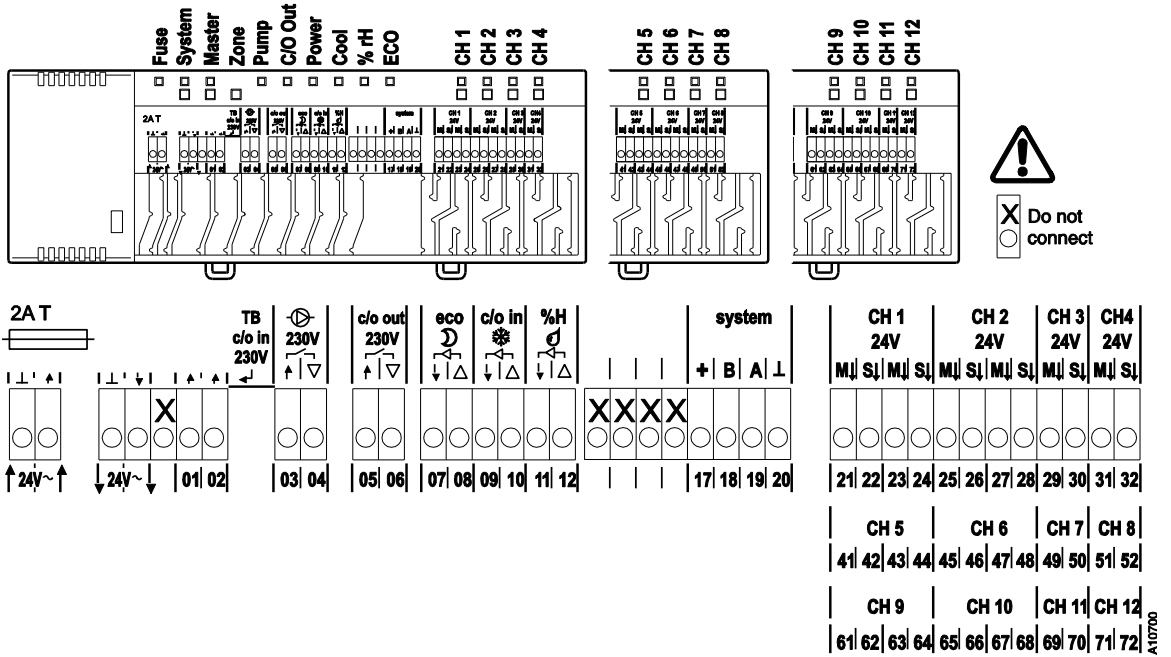 Fuse System Master Zone Pump C/O Out Power Cool % rH ECO CH 1 CH 2 CH 3 CH 4 CH 5 CH 6 CH 7 CH 8 CH 9 CH 10 CH 11 CH 12
2A T
TB
c/o in
230V
system
X Do not
connect
2A T
TB
c/o in
230V
230V
c/o out
230V
eco
c/o in
%H
system
CH 1
24V
CH 2
24V
CH 3
24V
CH4
24V
+ B A ⊥
M↓ S↓ M↓ S↓ M↓ S↓ M↓ S↓ M↓ S↓ M↓ S↓
X X X X X
24V~ 24V~ 01 02 03 04 05 06 07 08 09 10 11 12 17 18 19 20 21 22 23 24 25 26 27 28 29 30 31 32
CH 5 CH 6 CH 7 CH 8
41 42 43 44 45 46 47 48 49 50 51 52
CH 9 CH 10 CH 11 CH 12
61 62 63 64 65 66 67 68 69 70 71 72
A10700